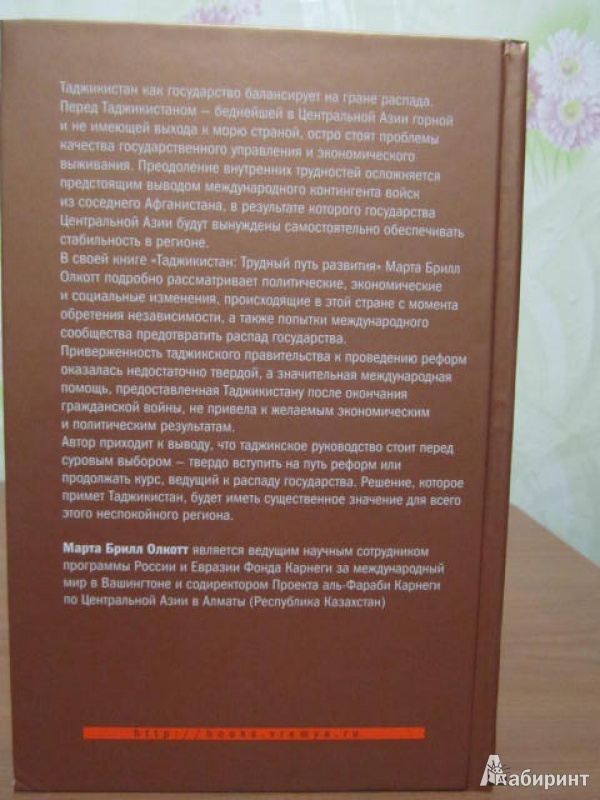 Таджикистан как государство балансирует на гране распада.
Перед Таджикистаном – беднейшей в Центральной Азии горной
и не имеющей выхода к морю страной, остро стоят проблемы
качества государственного управления и экономического
выживания. Преодоление внутренних трудностей осложняется
предстоящим выводом международного контингента войск
из соседнего Афганистана, в результате которого государства
Центральной Азии будут вынуждены самостоятельно обеспечивать
стабильность в регионе.
В своей книге «Таджикистан: Трудный путь развития» Марта Брилл
Олкотт подробно рассматривает политические, экономические
и социальные изменения, происходящие в этой стране с момента
обретения независимости, а также попытки международного
сообщества предотвратить распад государства.
Приверженность таджикского правительства к проведению реформ
оказалась недостаточно твердой, а значительная международная
помощь, предоставленная Таджикистану после окончания
гражданской войны, не привела к желаемым экономическим
и политическим результатам.
Автор приходит к выводу, что таджикское руководство стоит перед
суровым выбором – твердо вступить на путь реформ или
продолжать курс, ведущий к распаду государства. Решение, которое
примет Таджикистан, будет иметь существенное значение для всего
этого неспокойного региона.
Марта Брилл Олкотт является ведущим научным сотрудником
программы России и Евразии Фонда Карнеги за международный
мир в Вашингтоне и содиректором Проекта аль-Фараби Карнеги
по Центральной Азии в Алматы (Республика Казахстан)
http://books.vremya.ru
Лабиринт